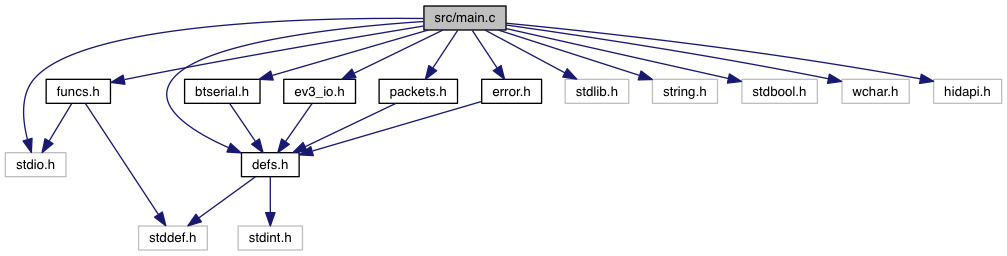 src/main.c
funcs.h
btserial.h
ev3_io.h
packets.h
error.h
stdlib.h
string.h
stdbool.h
wchar.h
hidapi.h
stdio.h
defs.h
stddef.h
stdint.h